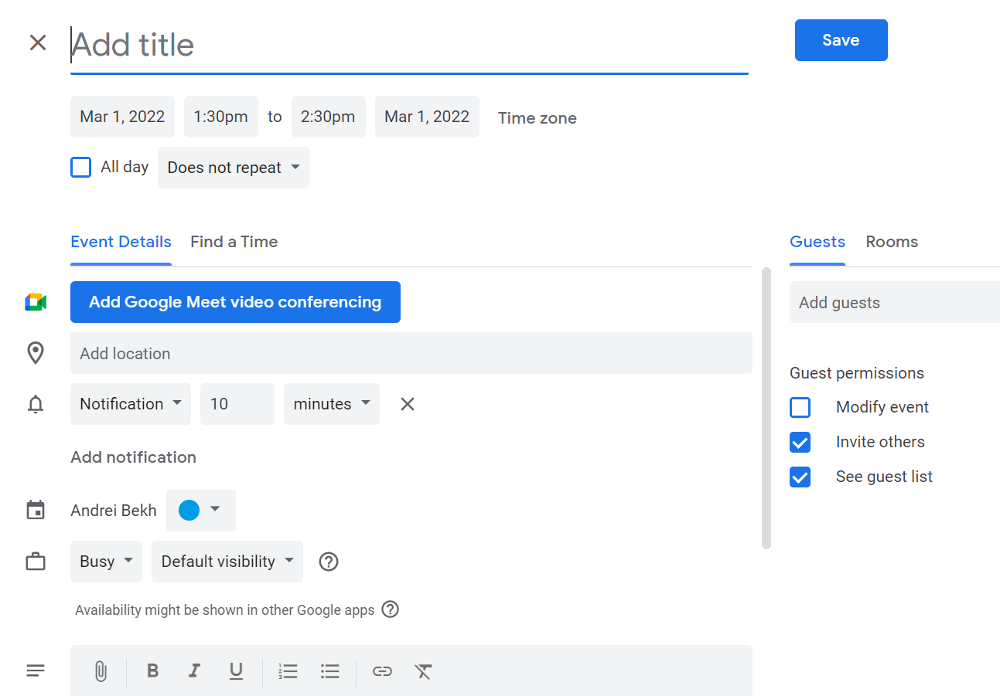 Add title
Save
Mar 1, 2022 1:30pm to 2:30pm Mar 1, 2022 Time zone
All day Does not repeat
Event Details Find a Time
Guests Rooms
Add Google Meet video conferencing
Add guests
Add location
Notification 10 minutes
Guest permissions
Modify event
Invite others
See guest list
Add notification
Andrei Bekh
Busy Default visibility
Availability might be shown in other Google apps
B I U